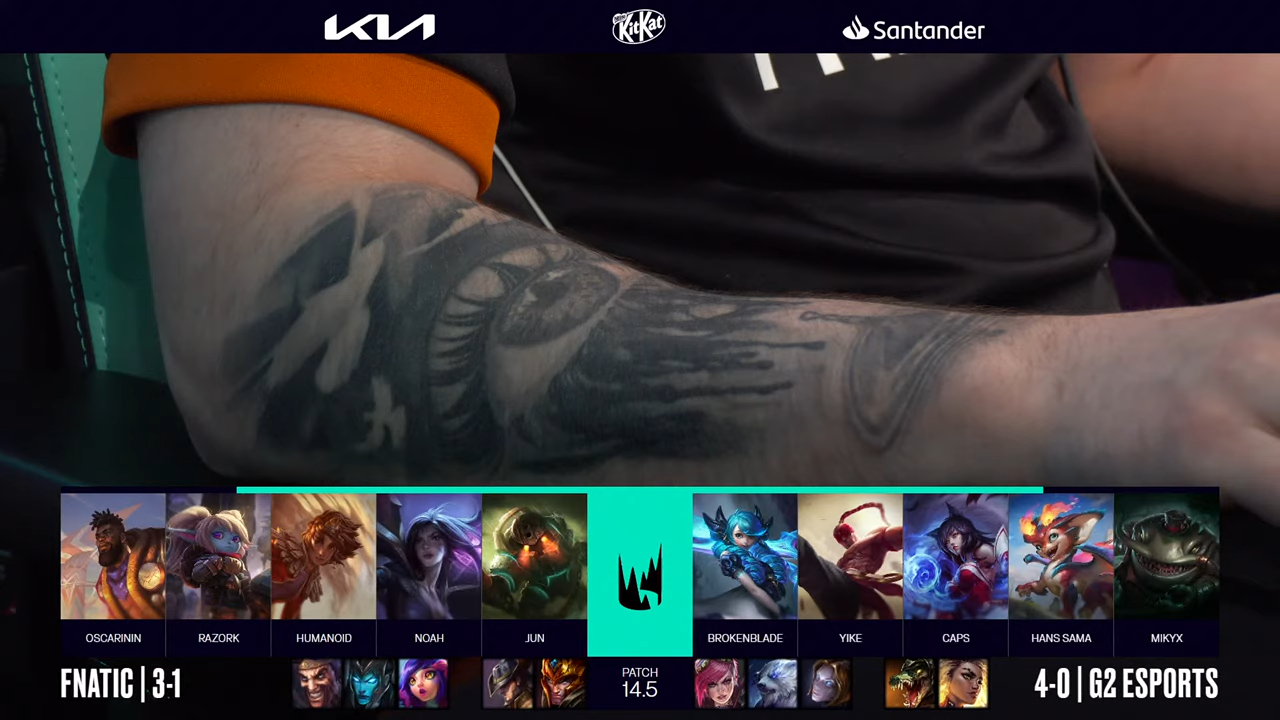 KIA
Nestle KitKat
Santander
OSCARININ
RAZORK
HUMANOID
NOAH
JUN
BROKENBLADE
YIKE
CAPS
HANS SAMA
MIKYX
FNATIC | 3-1
PATCH
14.5
4-0 | G2 ESPORTS